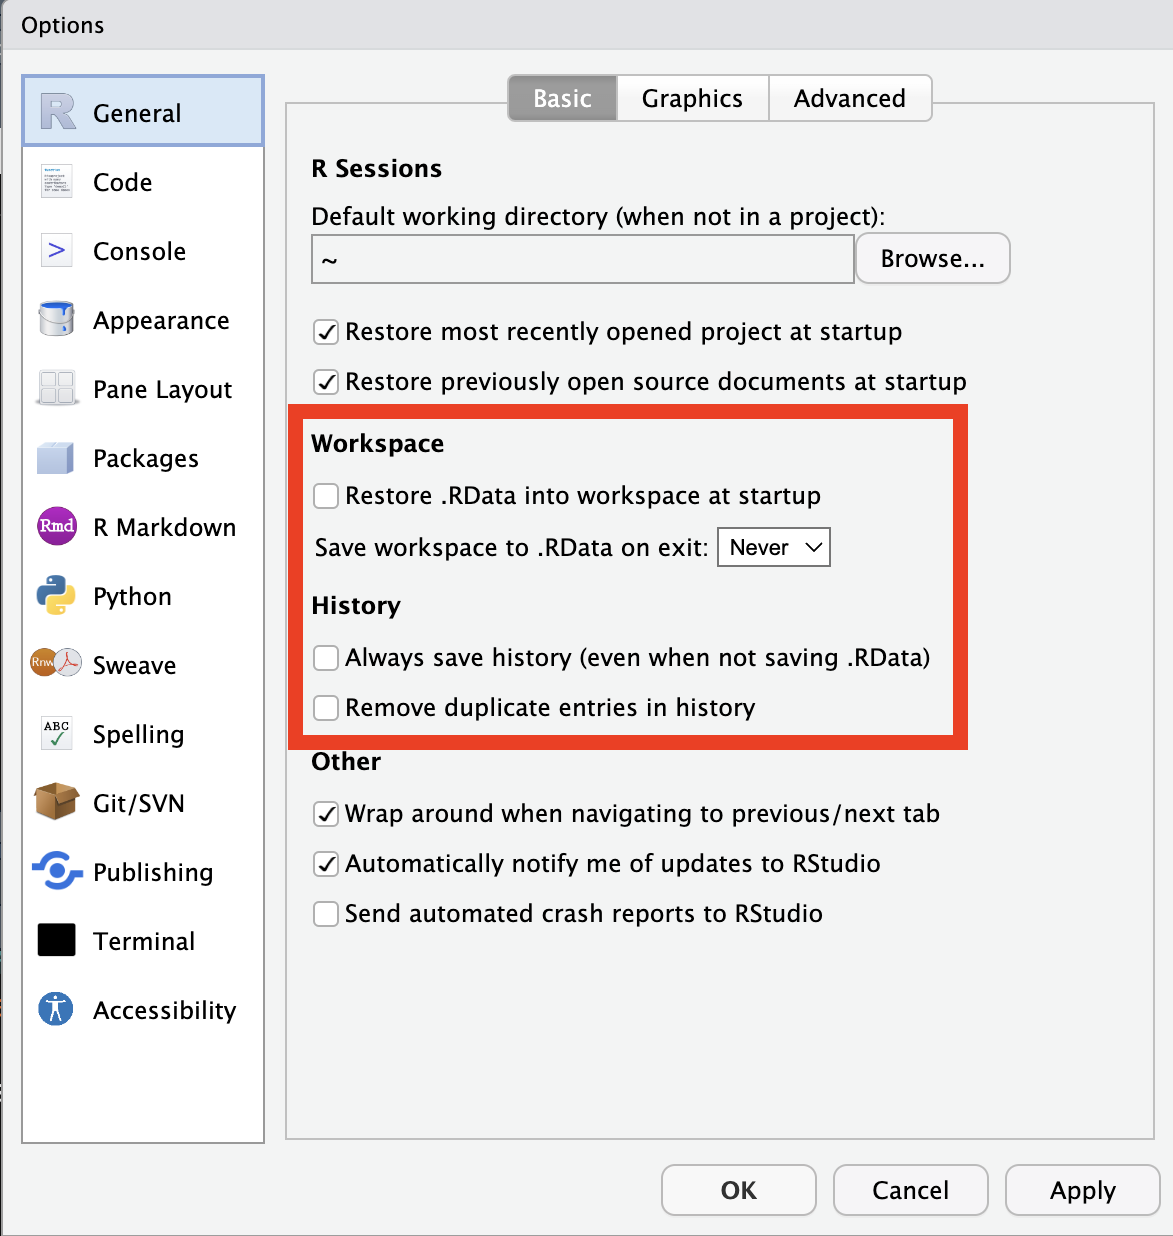 Options
General
Code
Console
Appearance
Pane Layout
Packages
Rmd R Markdown
Python
Rnw Sweave
ABC Spelling
Git/SVN
Publishing
Terminal
Accessibility
Basic Graphics Advanced
R Sessions
Default working directory (when not in a project):
~ Browse...
Restore most recently opened project at startup
Restore previously open source documents at startup
Workspace
Restore .RData into workspace at startup
Save workspace to .RData on exit: Never
History
Always save history (even when not saving .RData)
Remove duplicate entries in history
Other
Wrap around when navigating to previous/next tab
Automatically notify me of updates to RStudio
Send automated crash reports to RStudio
OK Cancel Apply